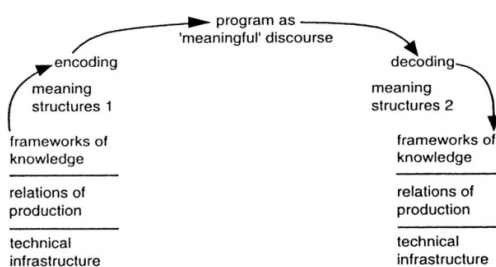 program as
'meaningful' discourse
encoding
decoding
meaning
structures 1
meaning
structures 2
frameworks of
knowledge
frameworks of
knowledge
relations of
production
relations of
production
technical
infrastructure
technical
infrastructure